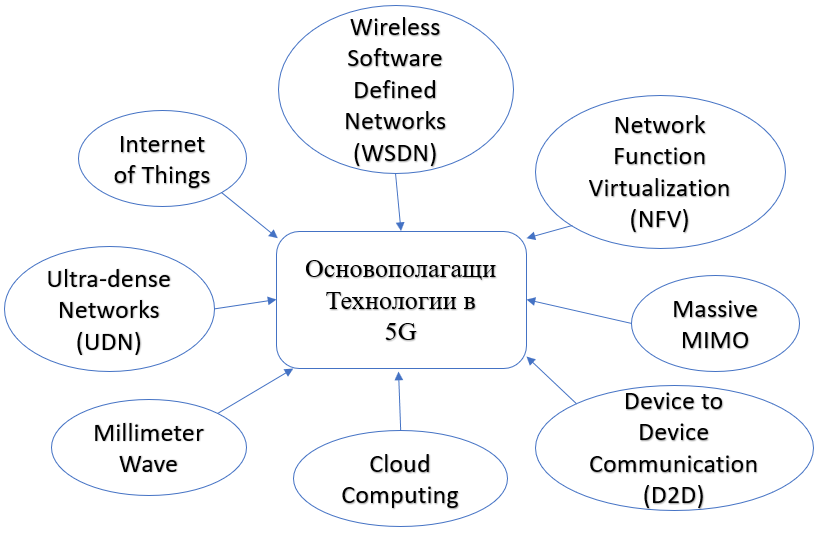 Wireless
Software
Defined
Networks
(WSDN)
Internet
of Things
Network
Function
Virtualization
(NFV)
Основополагащи
Технологии в
5G
Ultra-dense
Networks
(UDN)
Massive
MIMO
Millimeter
Wave
Cloud
Computing
Device to
Device
Communication
(D2D)